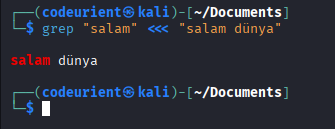 ┌──(codeurient㉿kali)-[~/Documents]
└─$ grep "salam" <<< "salam dünya"
salam dünya
┌──(codeurient㉿kali)-[~/Documents]
└─$